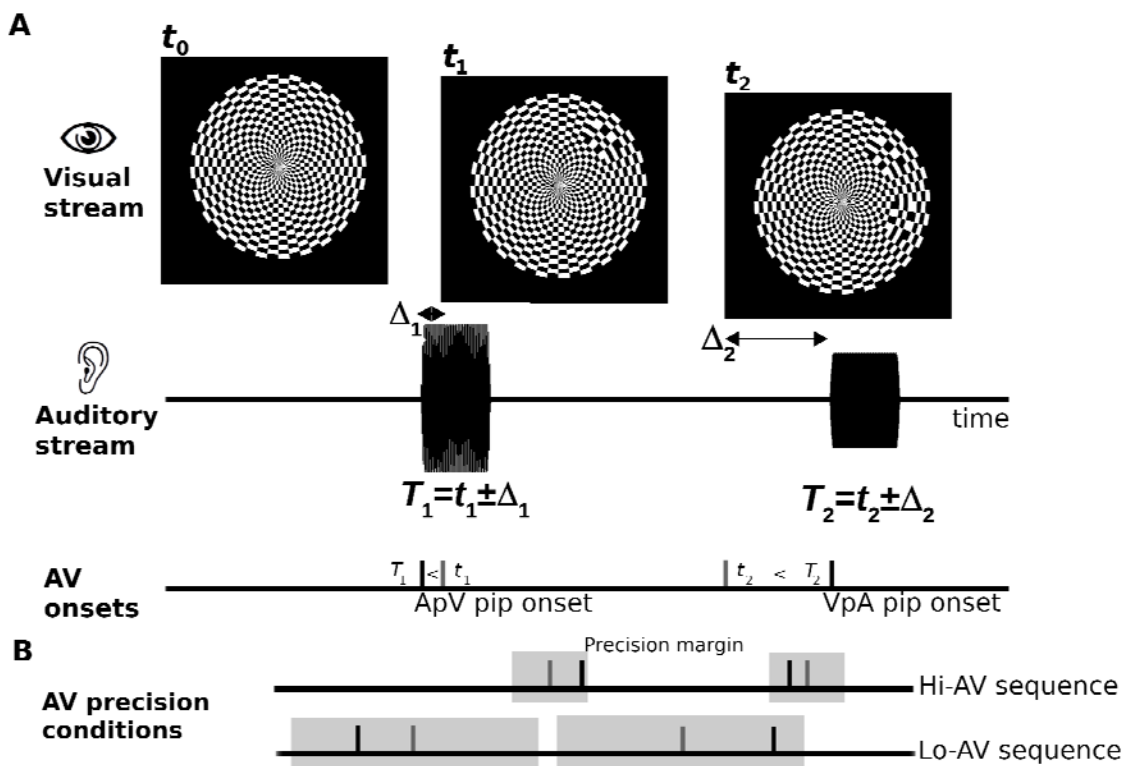 A
t0
t1
t2
Visual
stream
Δ1
Δ2
Auditory
stream
time
T1=t1±Δ1
T2=t2±Δ2
AV
onsets
T1 < t1
t2 < T2
ApV pip onset
VpA pip onset
B
Precision margin
AV precision
conditions
Hi-AV sequence
Lo-AV sequence